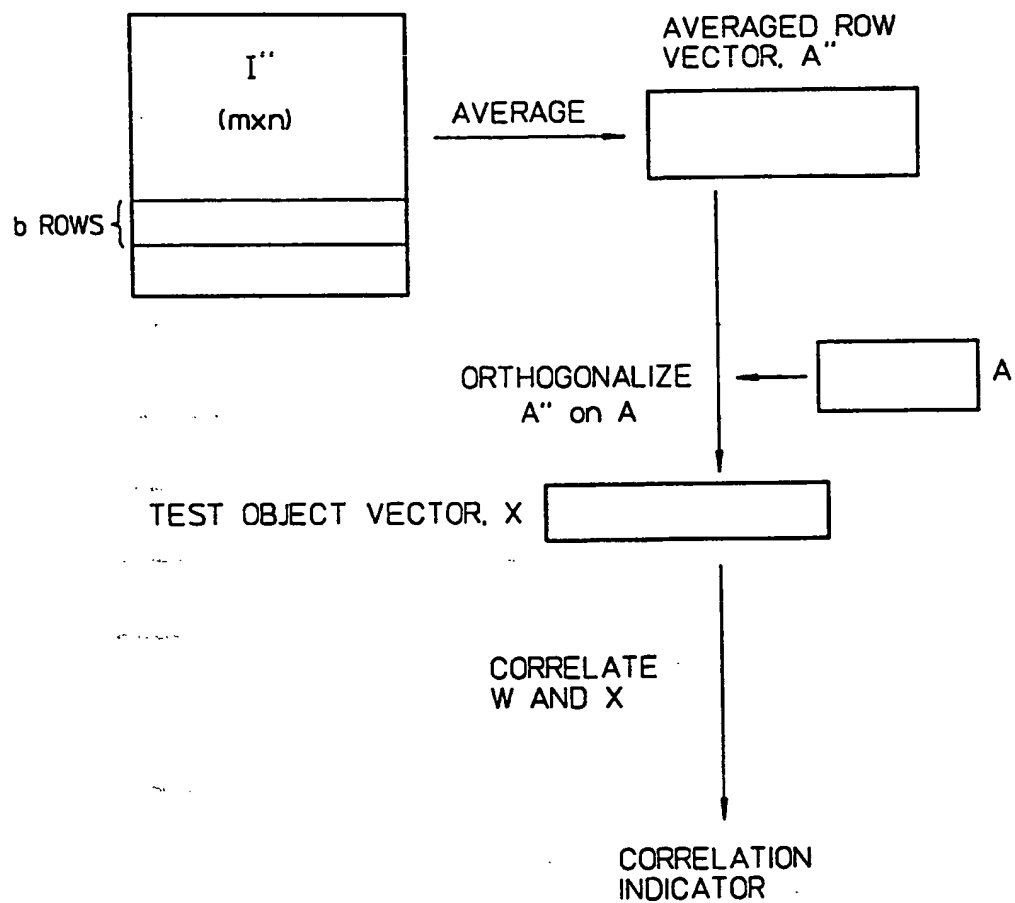 I''
(mxn)
b ROWS
AVERAGE
AVERAGED ROW
VECTOR, A''
ORTHOGONALIZE
A'' on A
A
TEST OBJECT VECTOR, X
CORRELATE
W AND X
CORRELATION
INDICATOR